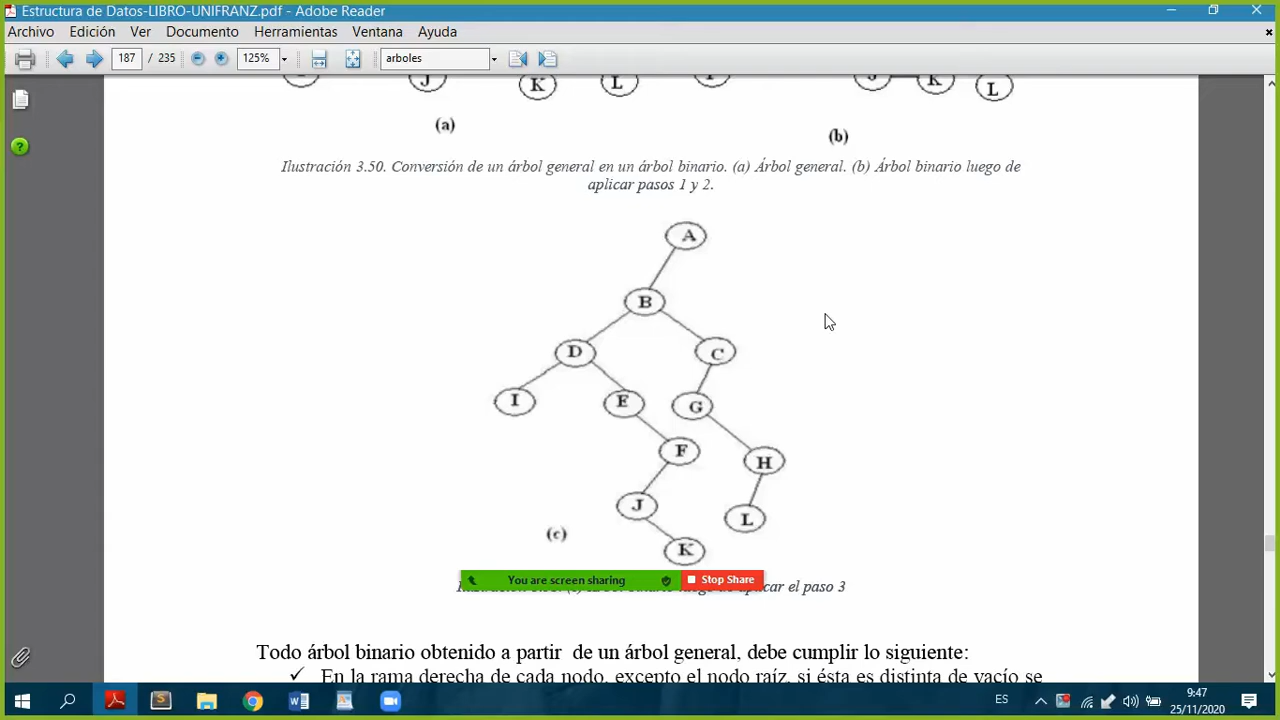 Estructura de Datos-LIBRO-UNIFRANZ.pdf - Adobe Reader
Archivo Edición Ver Documento Herramientas Ventana Ayuda
187 / 235 125% arboles
J K L J K L
(a) (b)
Ilustración 3.50. Conversión de un árbol general en un árbol binario. (a) Árbol general. (b) Árbol binario luego de
aplicar pasos 1 y 2.
A
B
D C
I E G
F H
J L
(c)
K
You are screen sharing Stop Share
aplicar el paso 3
Todo árbol binario obtenido a partir de un árbol general, debe cumplir lo siguiente:
✓ En la rama derecha de cada nodo, excepto el nodo raíz, si ésta es distinta de vacío se
ES 9:47
25/11/2020